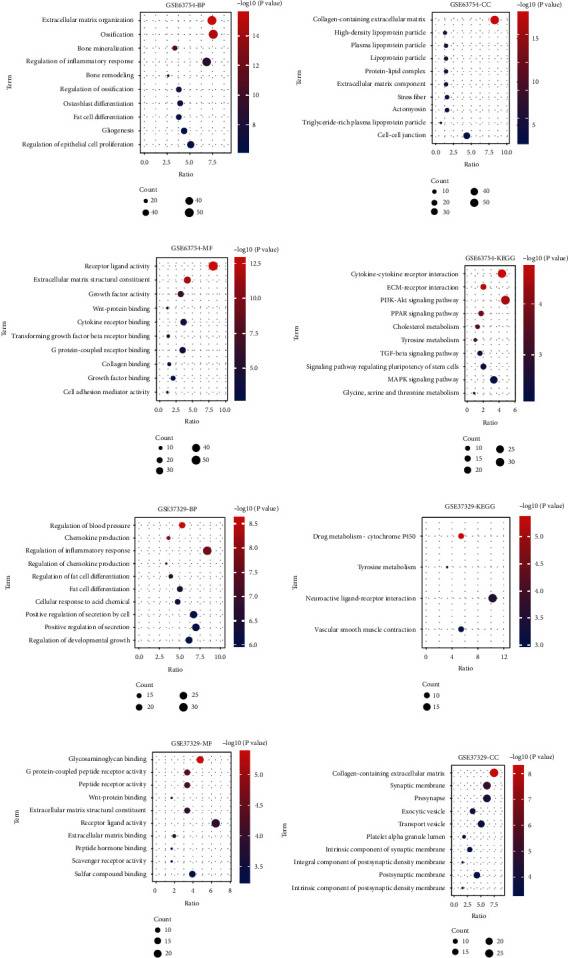 GSE63754-BP
−log10 (P value)
Term
Extracellular matrix organization
Ossification
Bone mineralization
Regulation of inflammatory response
Bone remodeling
Regulation of ossification
Osteoblast differentiation
Fat cell differentiation
Gliogenesis
Regulation of epithelial cell proliferation
14
10
8
0.0 2.5 5.0 7.5
Ratio
Count
20 40
40 50
GSE63754-CC
−log10 (P value)
Term
Collagen-containing extracellular matrix
High-density lipoprotein particle
Plasma lipoprotein particle
Lipoprotein particle
Protein-lipid complex
Extracellular matrix component
Stress fiber
Actomyosin
Triglyceride-rich plasma lipoprotein particle
Cell-cell junction
15
10
5
0.0 2.5 5.0 7.5 10.0
Ratio
Count
10 40
20 50
30
GSE63754-MF
−log10 (P value)
Term
Receptor ligand activity
Extracellular matrix structural constituent
Growth factor activity
Wnt-protein binding
Cytokine receptor binding
Transforming growth factor beta receptor binding
G protein-coupled receptor binding
Collagen binding
Growth factor binding
Cell adhesion mediator activity
12.5
10.0
7.5
5.0
0.0 2.5 5.0 7.5 10.0
Ratio
Count
10 40
20 50
30
GSE63754-KEGG
−log10 (P value)
Term
Cytokine-cytokine receptor interaction
ECM-receptor interaction
PI3K-Akt signaling pathway
PPAR signaling pathway
Cholesterol metabolism
Tyrosine metabolism
TGF-beta signaling pathway
Signaling pathway regulating pluripotency of stem cells
MAPK signaling pathway
Glycine, serine and threonine metabolism
4
3
0 2 4 6
Ratio
Count
10 25
15 30
20
GSE37329-BP
−log10 (P value)
Term
Regulation of blood pressure
Chemokine production
Regulation of inflammatory response
Regulation of chemokine production
Regulation of fat cell differentiation
Fat cell differentiation
Cellular response to acid chemical
Positive regulation of secretion by cell
Positive regulation of secretion
Regulation of developmental growth
8.5
8.0
7.5
7.0
6.5
6.0
0.0 2.5 5.0 7.5 10.0
Ratio
Count
15 25
20 30
GSE37329-KEGG
−log10 (P value)
Term
Drug metabolism - cytochrome P450
Tyrosine metabolism
Neuroactive ligand-receptor interaction
Vascular smooth muscle contraction
5.0
4.5
4.0
3.5
3.0
0 4 8 12
Ratio
Count
10
15
GSE37329-MF
−log10 (P value)
Term
Glycosaminoglycan binding
G protein-coupled peptide receptor activity
Peptide receptor activity
Wnt-protein binding
Extracellular matrix structural constituent
Receptor ligand activity
Extracellular matrix binding
Peptide hormone binding
Scavenger receptor activity
Sulfur compound binding
5.0
4.5
4.0
3.5
0 2 4 6 8
Ratio
Count
10
15
20
GSE37329-CC
−log10 (P value)
Term
Collagen-containing extracellular matrix
Synaptic membrane
Presynapse
Exocytic vesicle
Transport vesicle
Platelet alpha granule lumen
Intrinsic component of synaptic membrane
Integral component of postsynaptic density membrane
Postsynaptic membrane
Intrinsic component of postsynaptic density membrane
8
7
6
5
4
0.0 2.5 5.0 7.5
Ratio
Count
10 20
15 25